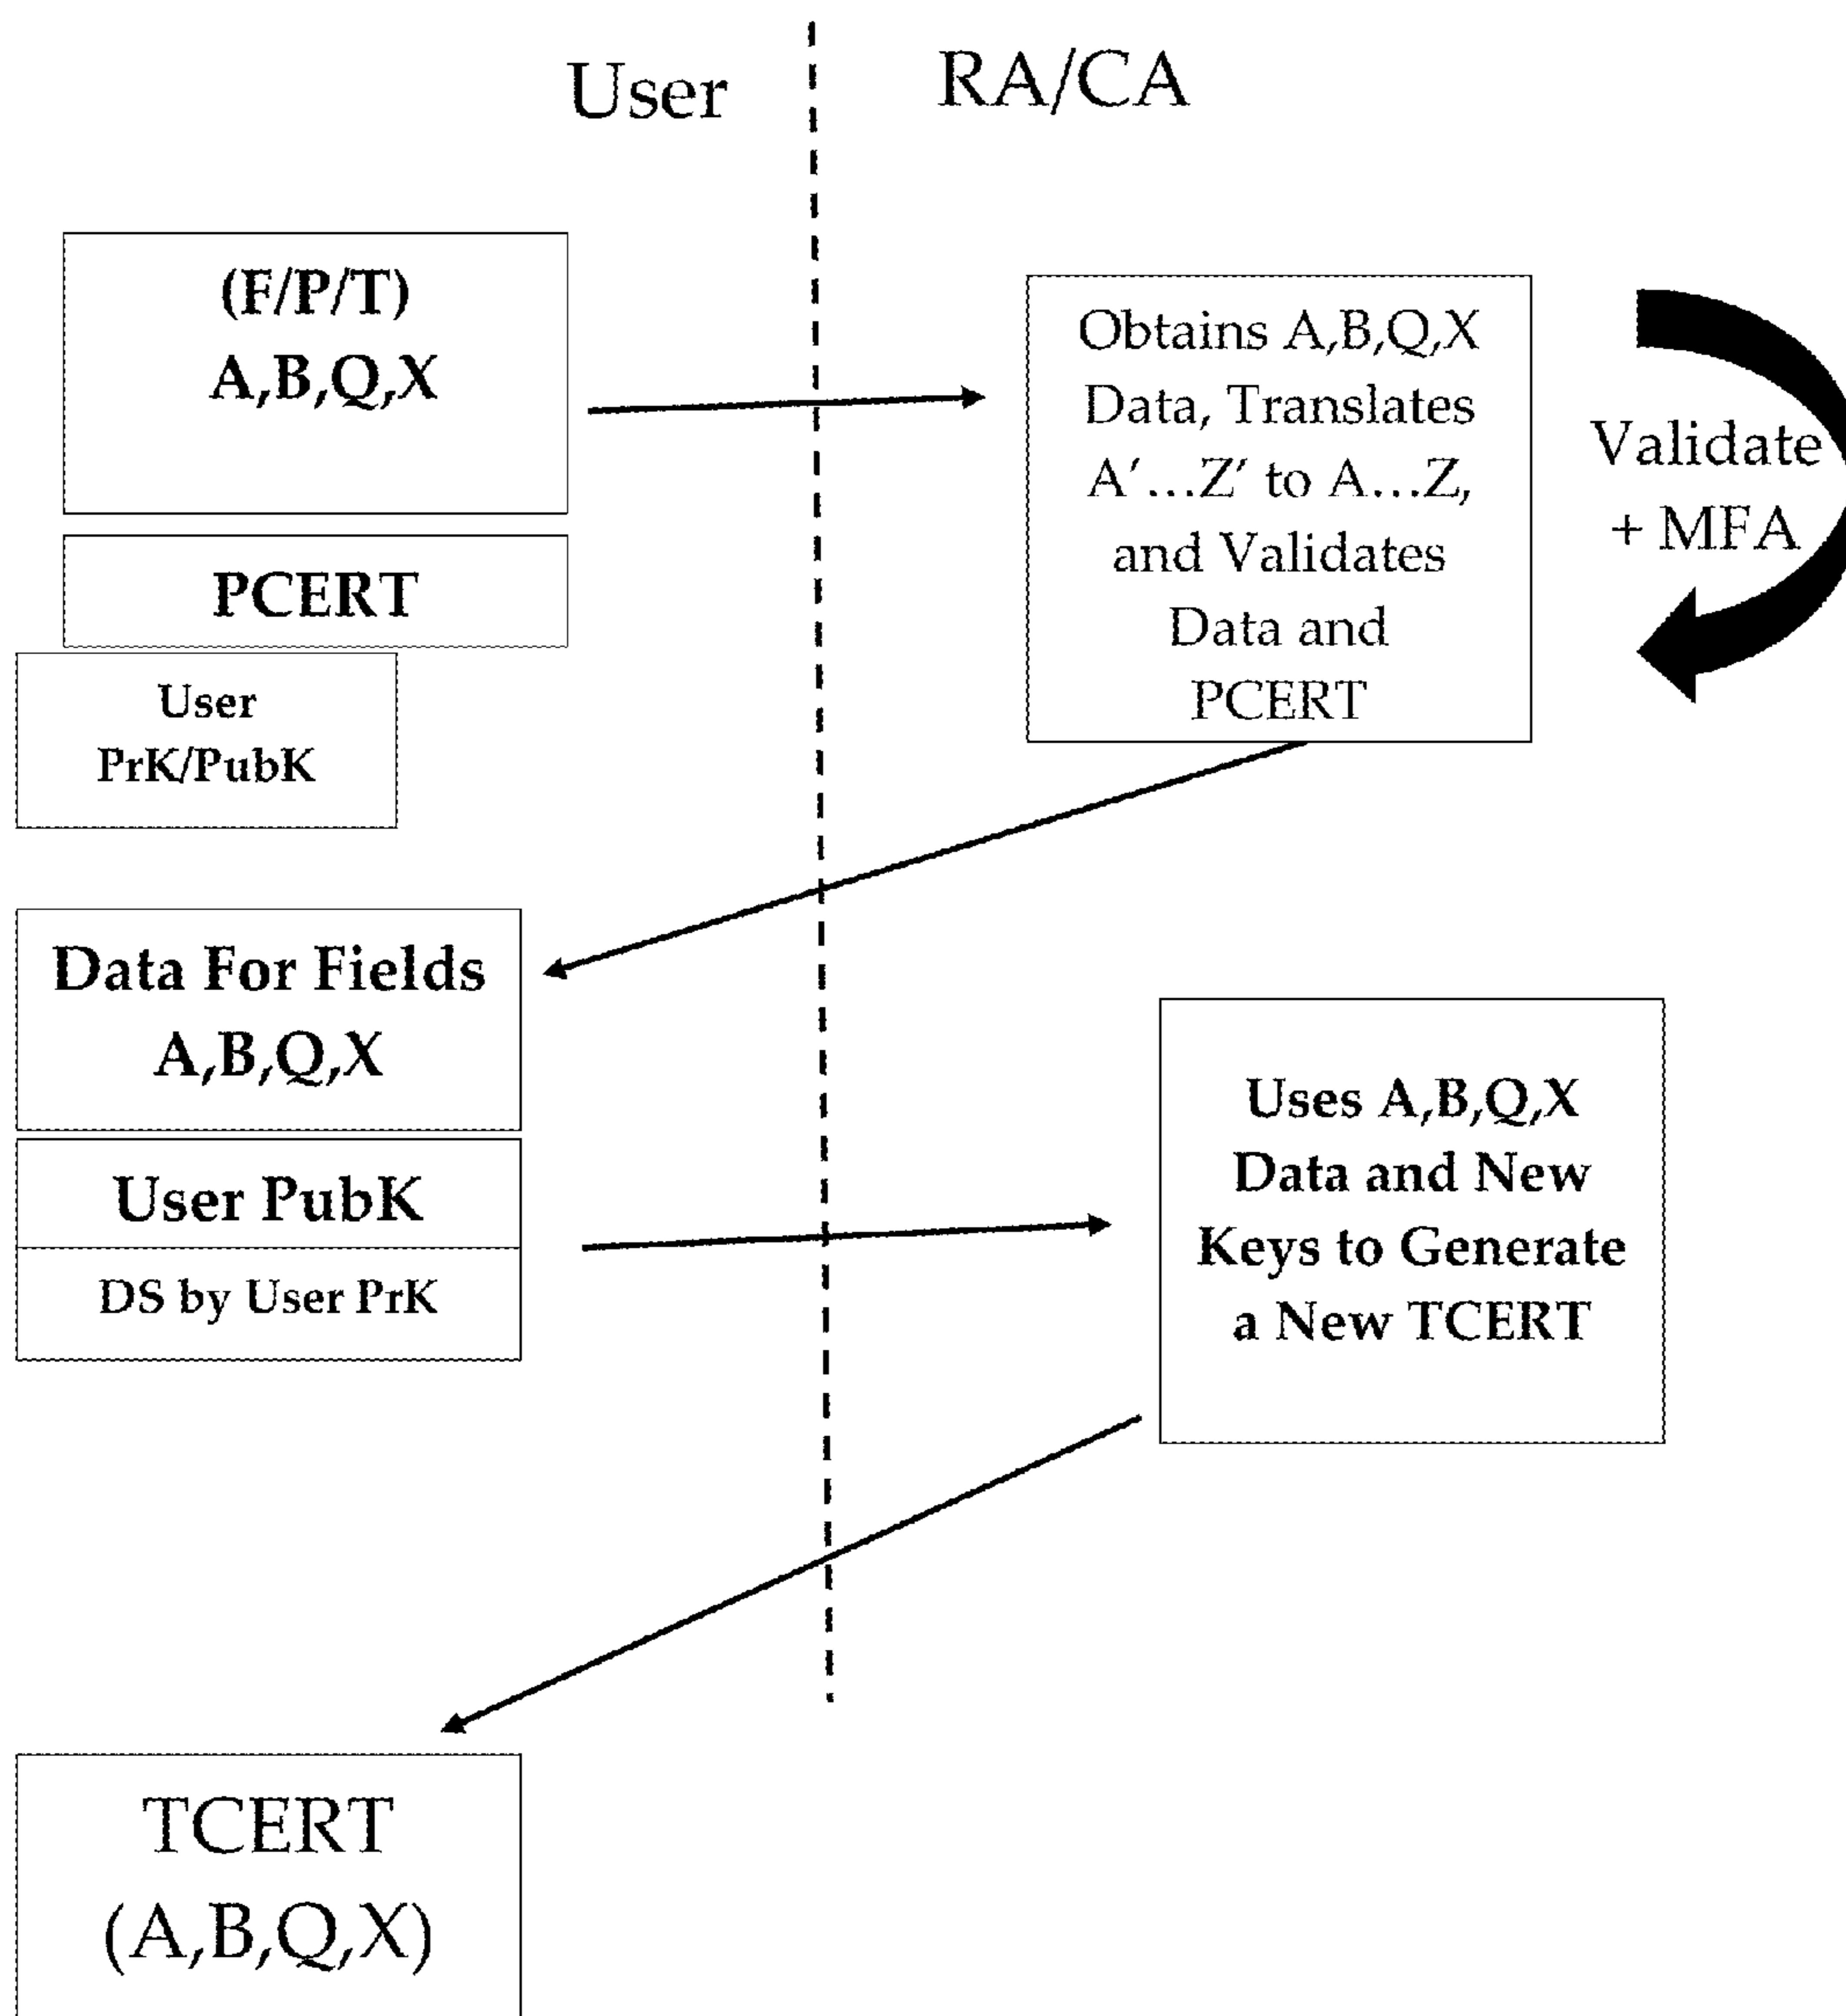 User
RA/CA
(F/P/T)
A,B,Q,X
PCERT
User
PrK/PubK
Obtains A,B,Q,X
Data, Translates
A′...Z′ to A...Z,
and Validates
Data and
PCERT
Validate
+ MFA
Data For Fields
A,B,Q,X
User PubK
DS by User PrK
Uses A,B,Q,X
Data and New
Keys to Generate
a New TCERT
TCERT
(A,B,Q,X)